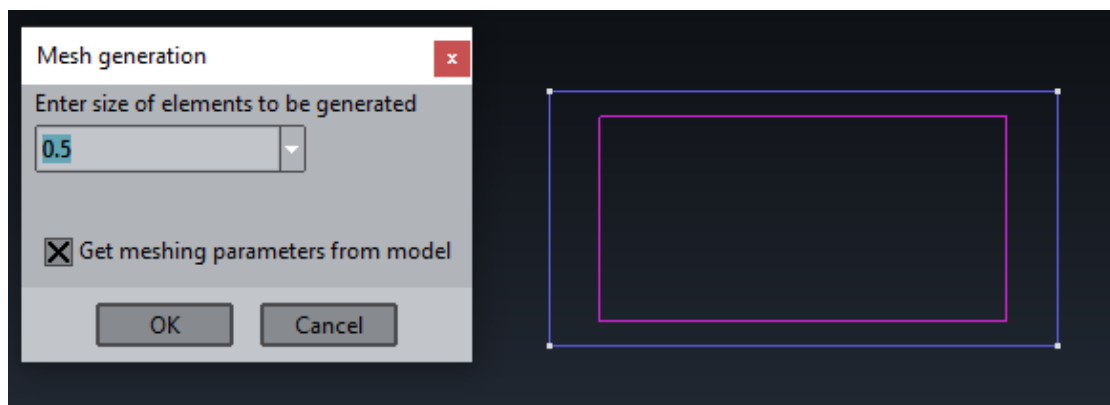 Mesh generation
x
Enter size of elements to be generated
0.5
Get meshing parameters from model
OK
Cancel